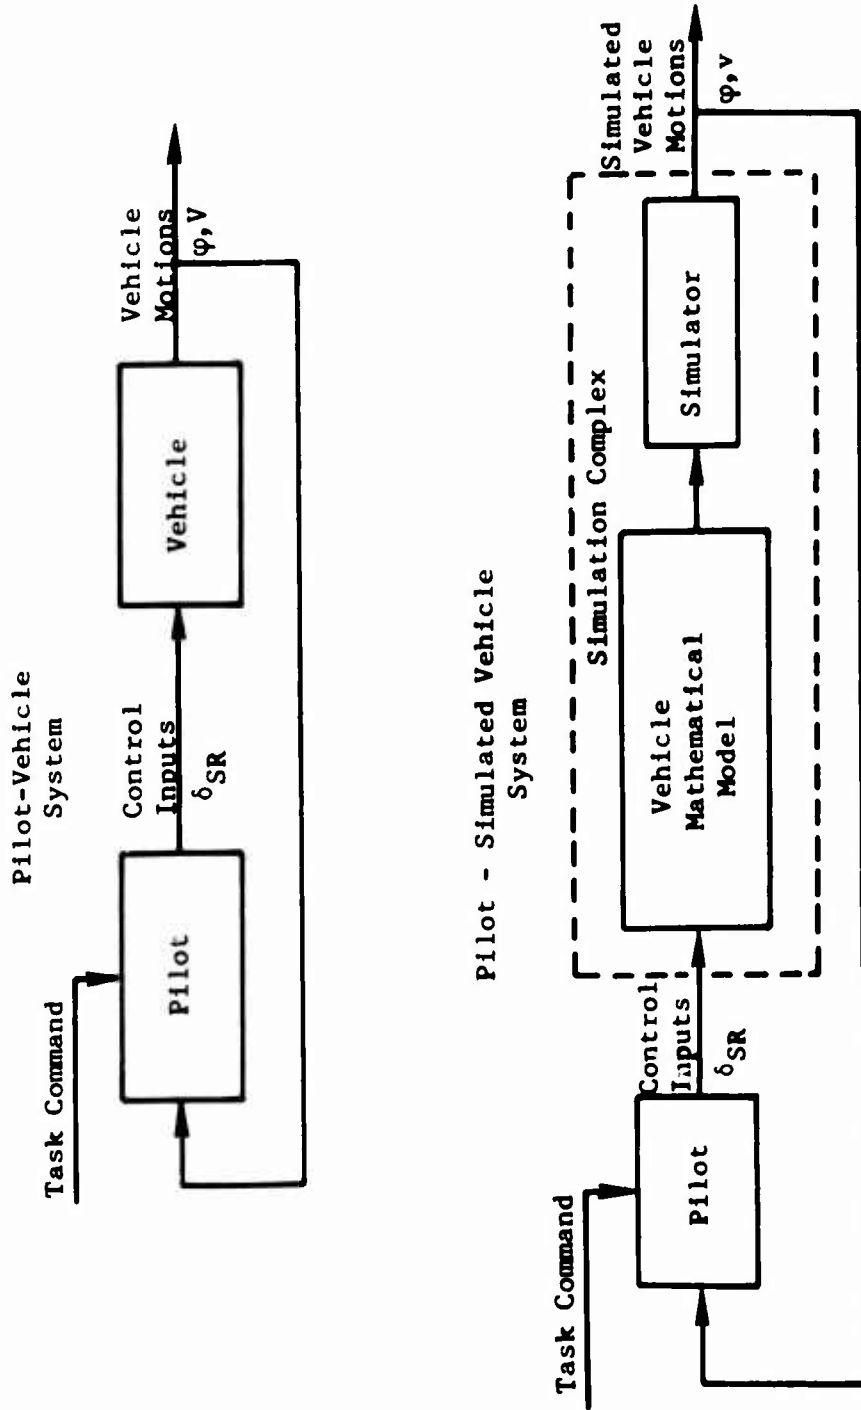 Pilot-Vehicle
System
Task Command
Pilot
Control
Inputs
δSR
Vehicle
Vehicle
Motions
φ,V
Pilot - Simulated Vehicle
System
Task Command
Pilot
Control
Inputs
δSR
Simulation Complex
Vehicle
Mathematical
Model
Simulator
Simulated
Vehicle
Motions
φ,v